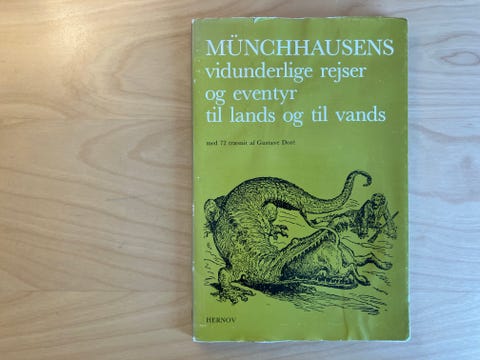 MÜNCHHAUSENS
vidunderlige rejser
og eventyr
til lands og til vands
med 72 træsnit af Gustave Doré
HERNOV